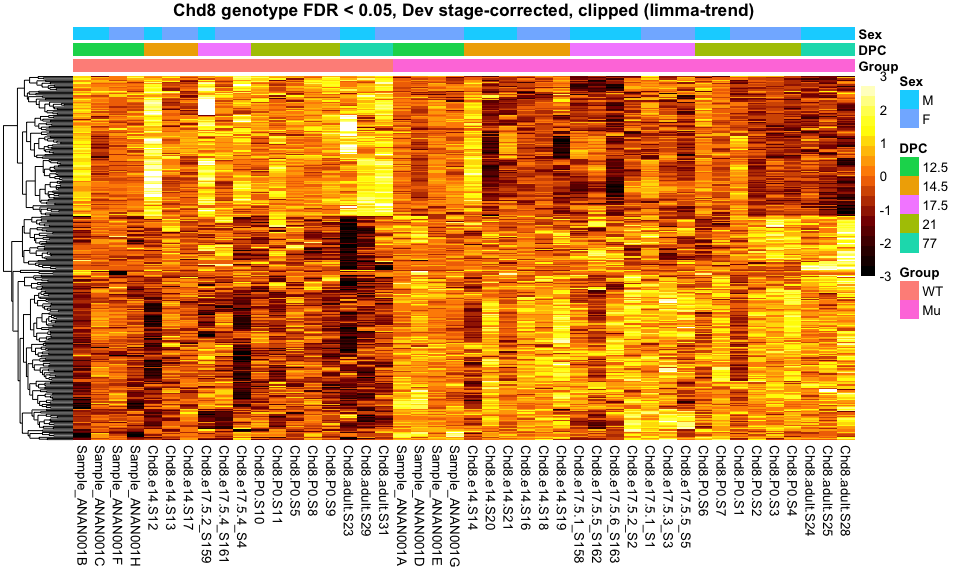 Chd8 genotype FDR < 0.05, Dev stage-corrected, clipped (limma-trend)
Sex
DPC
Group
3
2
1
0
-1
-2
-3
Sex
M
F
DPC
12.5
14.5
17.5
21
77
Group
WT
Mu
Sample_ANAN001B
Sample_ANAN001C
Sample_ANAN001F
Sample_ANAN001H
Chd8.e14.S12
Chd8.e14.S13
Chd8.e14.S17
Chd8.e17.5.2_S159
Chd8.e17.5.4_S161
Chd8.e17.5.4_S4
Chd8.P0.S10
Chd8.P0.S11
Chd8.P0.S5
Chd8.P0.S8
Chd8.P0.S9
Chd8.adult.S23
Chd8.adult.S29
Chd8.adult.S31
Sample_ANAN001A
Sample_ANAN001D
Sample_ANAN001E
Sample_ANAN001G
Chd8.e14.S14
Chd8.e14.S20
Chd8.e14.S21
Chd8.e14.S16
Chd8.e14.S18
Chd8.e14.S19
Chd8.e17.5.1_S158
Chd8.e17.5.5_S162
Chd8.e17.5.6_S163
Chd8.e17.5.2_S2
Chd8.e17.5.1_S1
Chd8.e17.5.3_S3
Chd8.e17.5.5_S5
Chd8.P0.S6
Chd8.P0.S7
Chd8.P0.S1
Chd8.P0.S2
Chd8.P0.S3
Chd8.P0.S4
Chd8.adult.S24
Chd8.adult.S25
Chd8.adult.S28